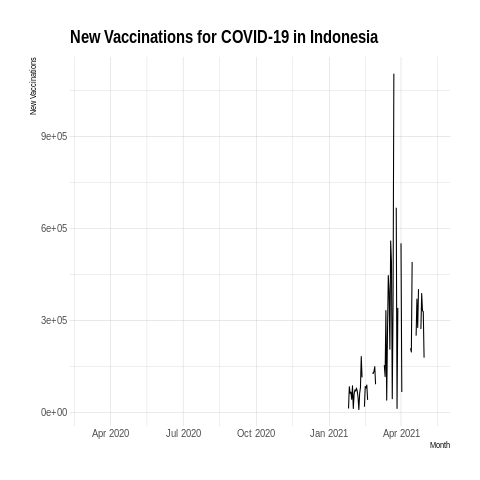 New Vaccinations for COVID-19 in Indonesia
New Vaccinations
9e+05
6e+05
3e+05
0e+00
Apr 2020 Jul 2020 Oct 2020 Jan 2021 Apr 2021
Month